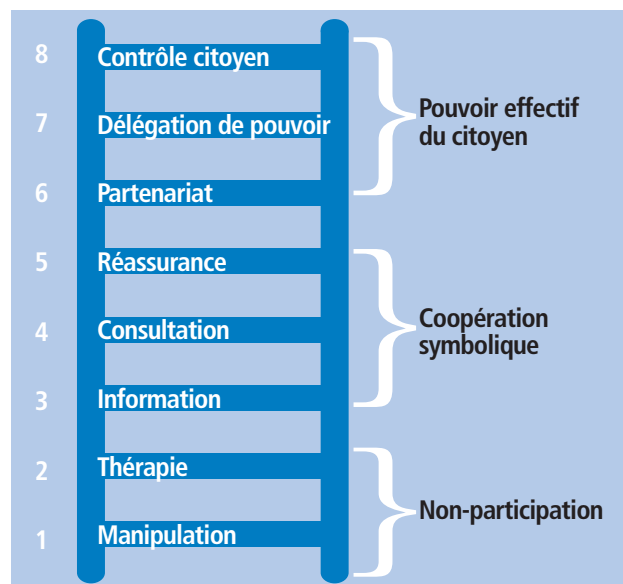 8 Contrôle citoyen
7 Délégation de pouvoir
6 Partenariat
Pouvoir effectif
du citoyen
5 Réassurance
4 Consultation
3 Information
Coopération
symbolique
2 Thérapie
1 Manipulation
Non-participation